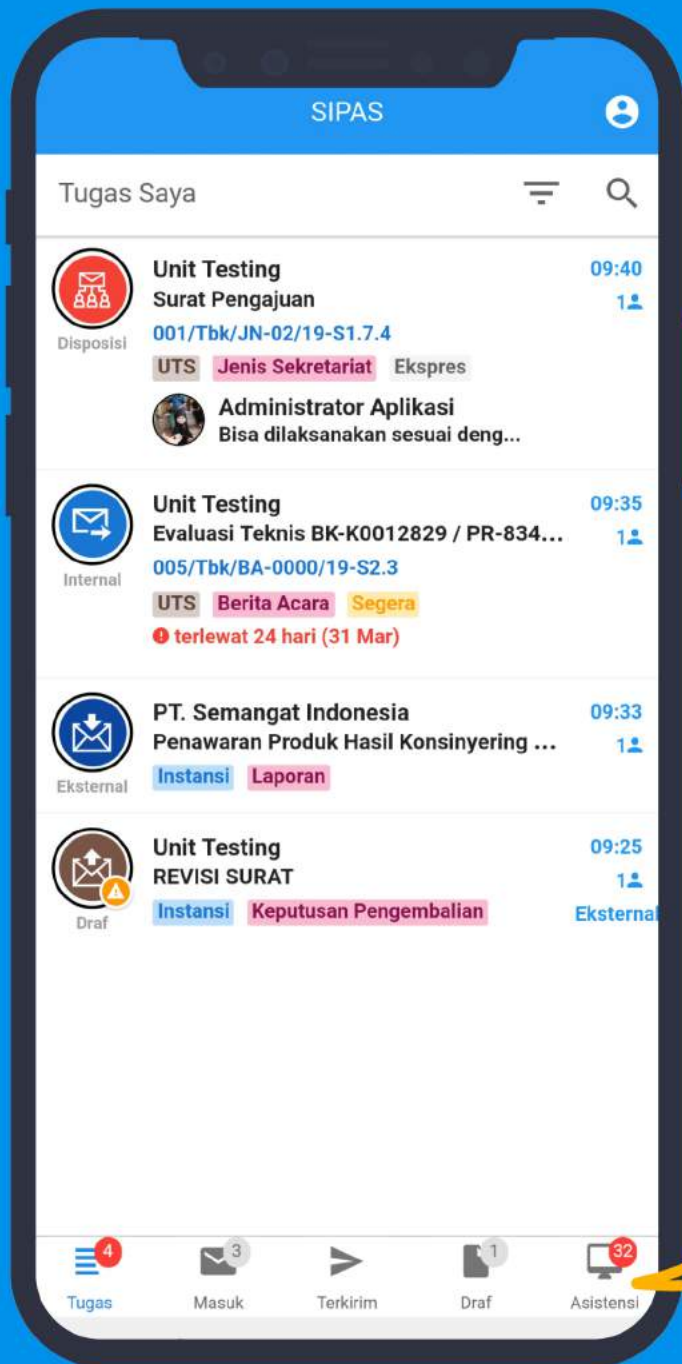 SIPAS
Tugas Saya
Unit Testing
09:40
Surat Pengajuan
1
001/Tbk/JN-02/19-S1.7.4
Disposisi
UTS Jenis Sekretariat Ekspres
Administrator Aplikasi
Bisa dilaksanakan sesuai deng...
Unit Testing
09:35
Evaluasi Teknis BK-K0012829 / PR-834...
1
005/Tbk/BA-0000/19-S2.3
Internal
UTS Berita Acara Segera
terlewat 24 hari (31 Mar)
PT. Semangat Indonesia
09:33
Penawaran Produk Hasil Konsinyering ...
1
Eksternal
Instansi Laporan
Unit Testing
09:25
REVISI SURAT
1
Draf
Instansi Keputusan Pengembalian
Eksternal
4
3
1
32
Tugas
Masuk
Terkirim
Draf
Asistensi